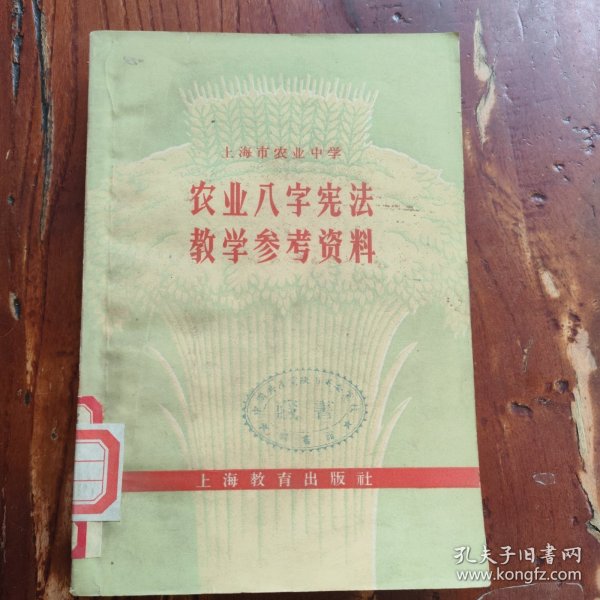 上海市农业中学
农业八字宪法
教学参考资料
藏書
上海教育出版社
孔夫子旧书网
www.kongfz.com